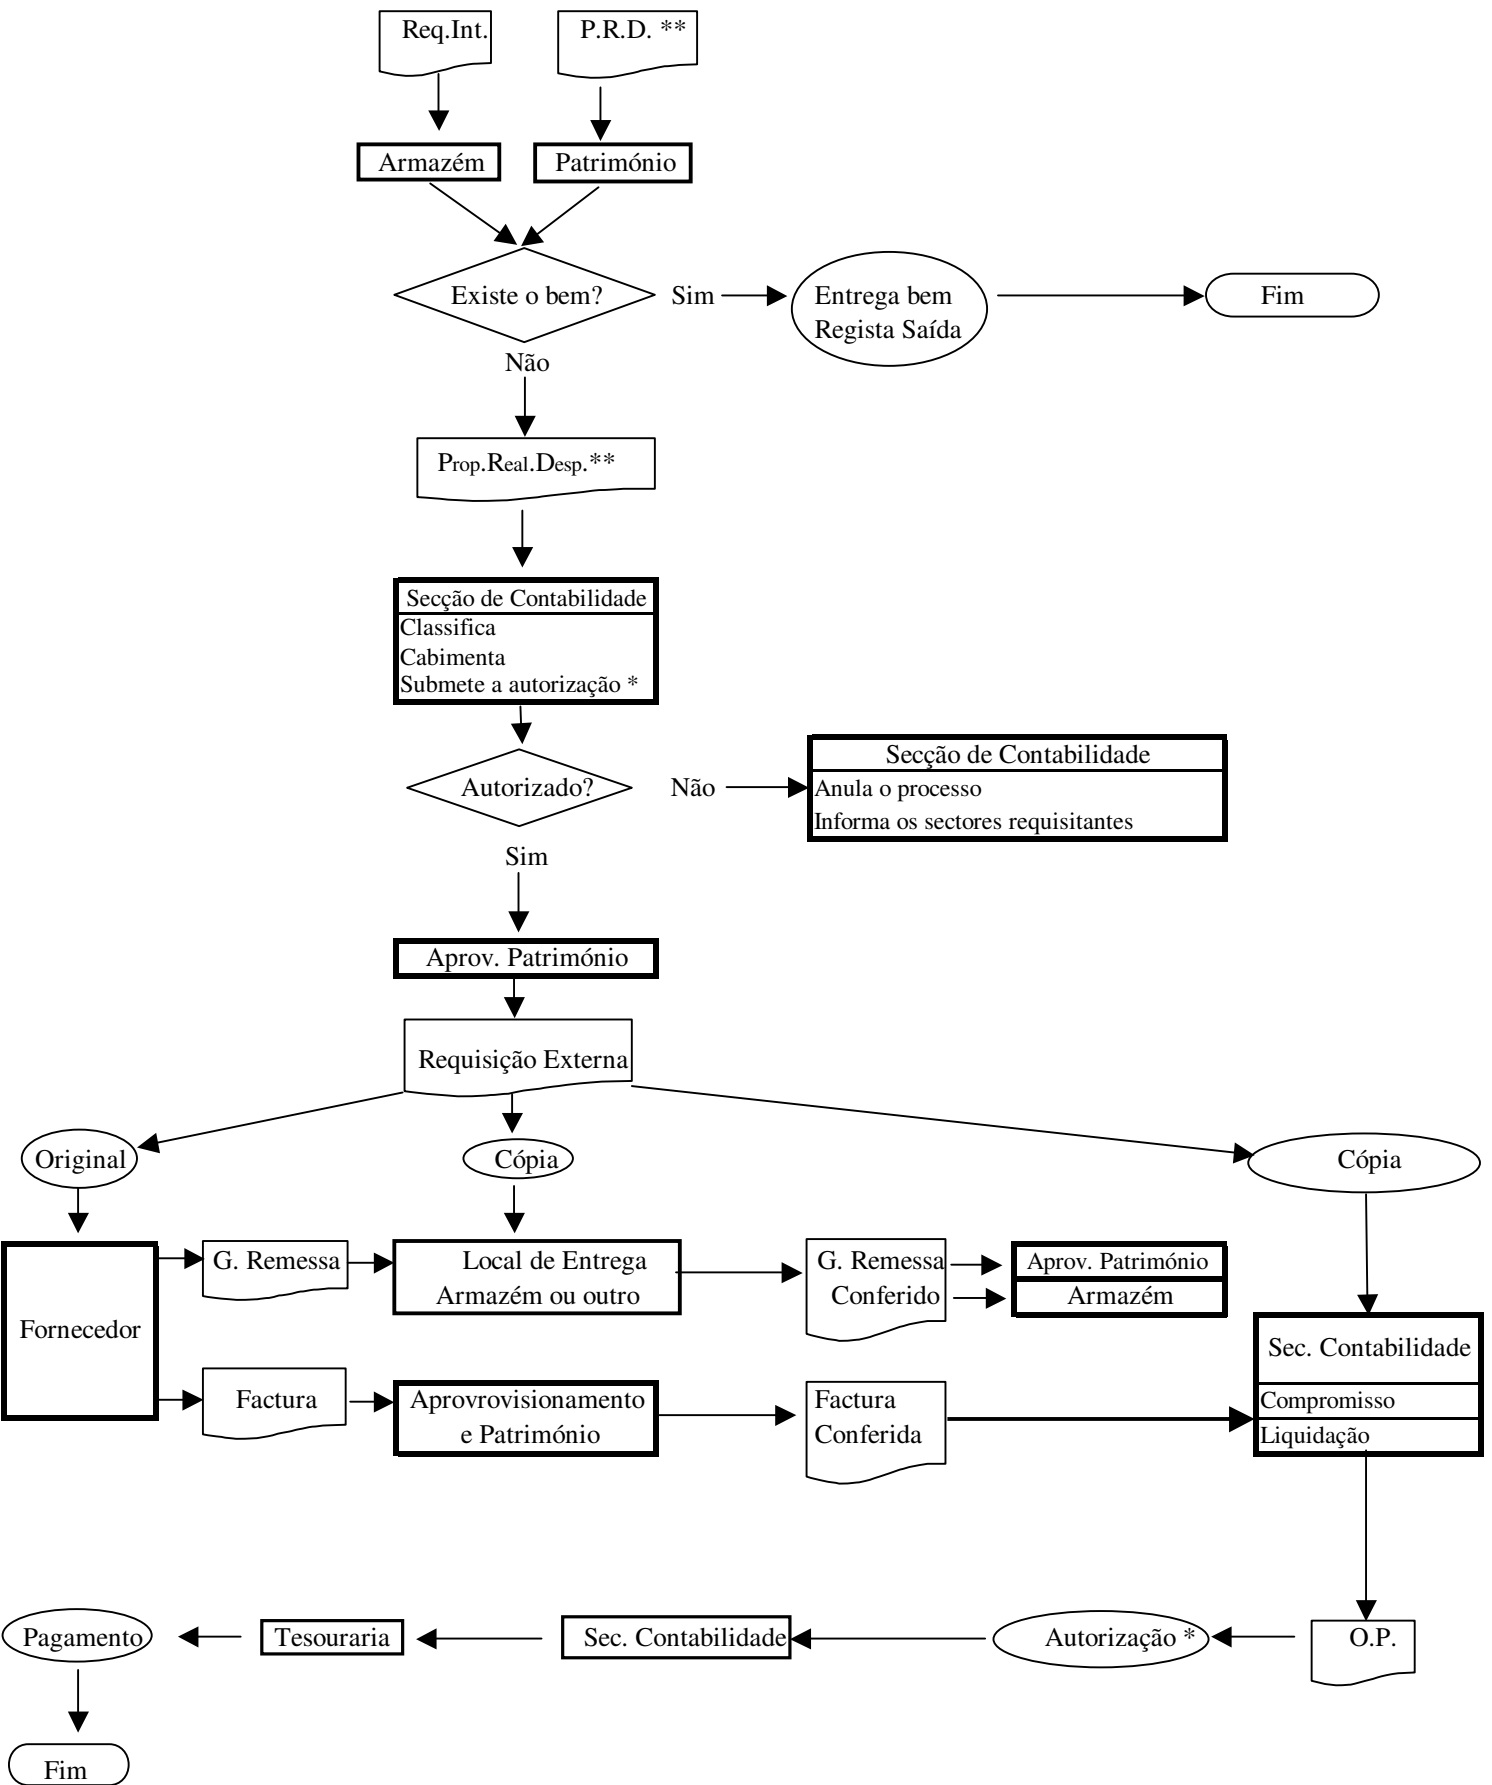 Req.Int.
P.R.D. **
Armazém
Património
Existe o bem?
Sim
Entrega bem
Regista Saída
Fim
Não
Prop.Real.Desp.**
Secção de Contabilidade
Classifica
Cabimenta
Submete a autorização *
Autorizado?
Não
Secção de Contabilidade
Anula o processo
Informa os sectores requisitantes
Sim
Aprov. Património
Requisição Externa
Original
Cópia
Cópia
Fornecedor
G. Remessa
Local de Entrega
Armazém ou outro
G. Remessa
Conferido
Aprov. Património
Armazém
Factura
Aprovrovisionamento
e Património
Factura
Conferida
Sec. Contabilidade
Compromisso
Liquidação
Pagamento
Tesouraria
Sec. Contabilidade
Autorização *
O.P.
Fim